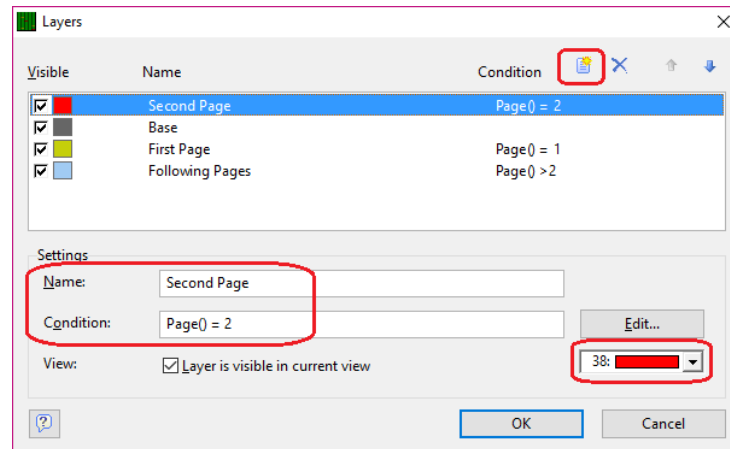 Layers
Visible Name Condition
Second Page Page() = 2
Base
First Page Page() = 1
Following Pages Page() >2
Settings
Name: Second Page
Condition: Page() = 2 Edit...
View: Layer is visible in current view 38:
? OK Cancel